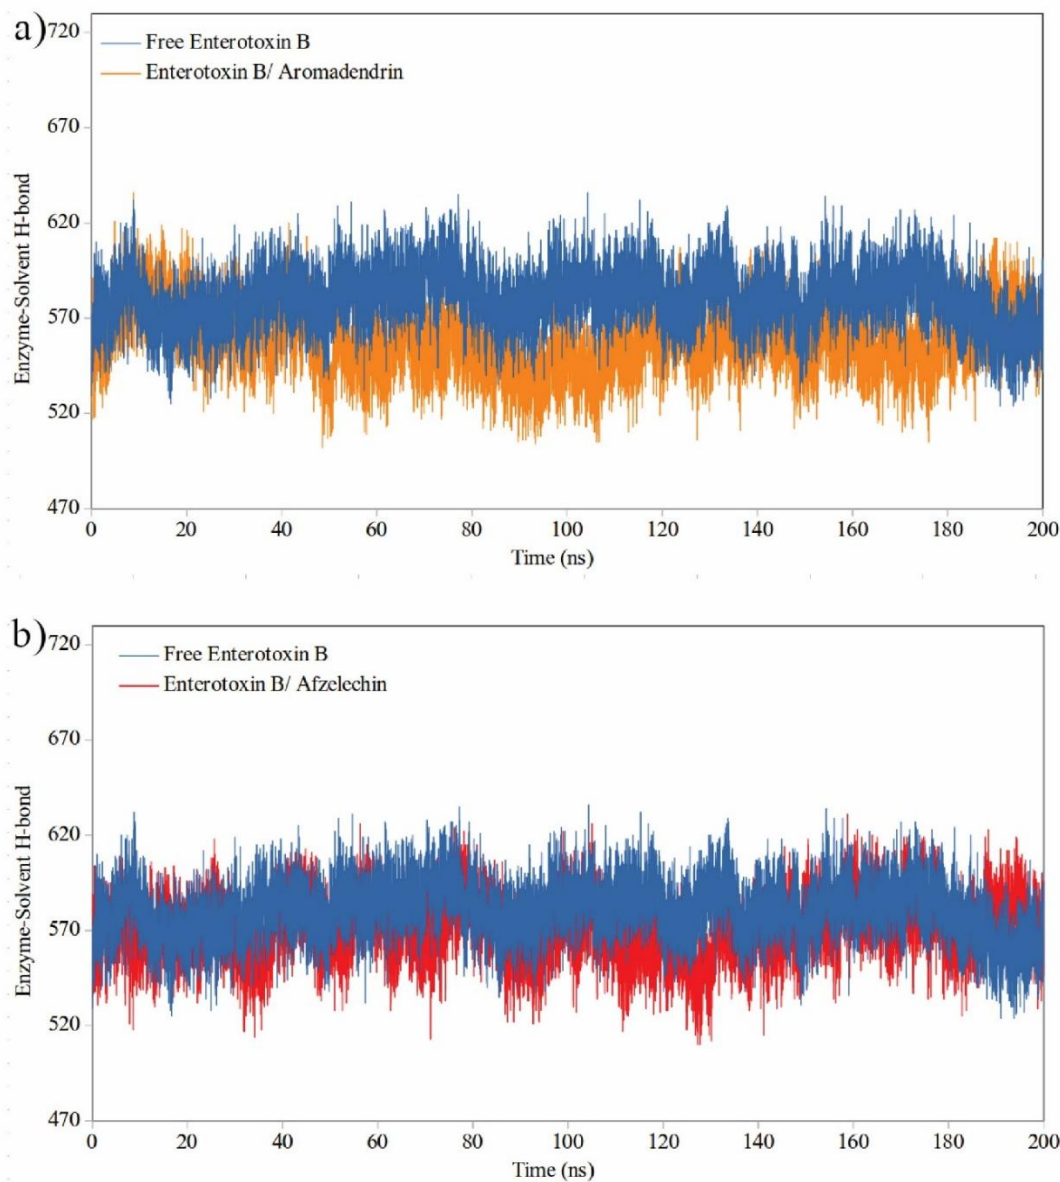 a)
720
Free Enterotoxin B
Enterotoxin B/ Aromadendrin
670
620
570
520
470
Enzyme-Solvent H-bond
0 20 40 60 80 100 120 140 160 180 200
Time (ns)
b)
720
Free Enterotoxin B
Enterotoxin B/ Afzelechin
670
620
570
520
470
Enzyme-Solvent H-bond
0 20 40 60 80 100 120 140 160 180 200
Time (ns)